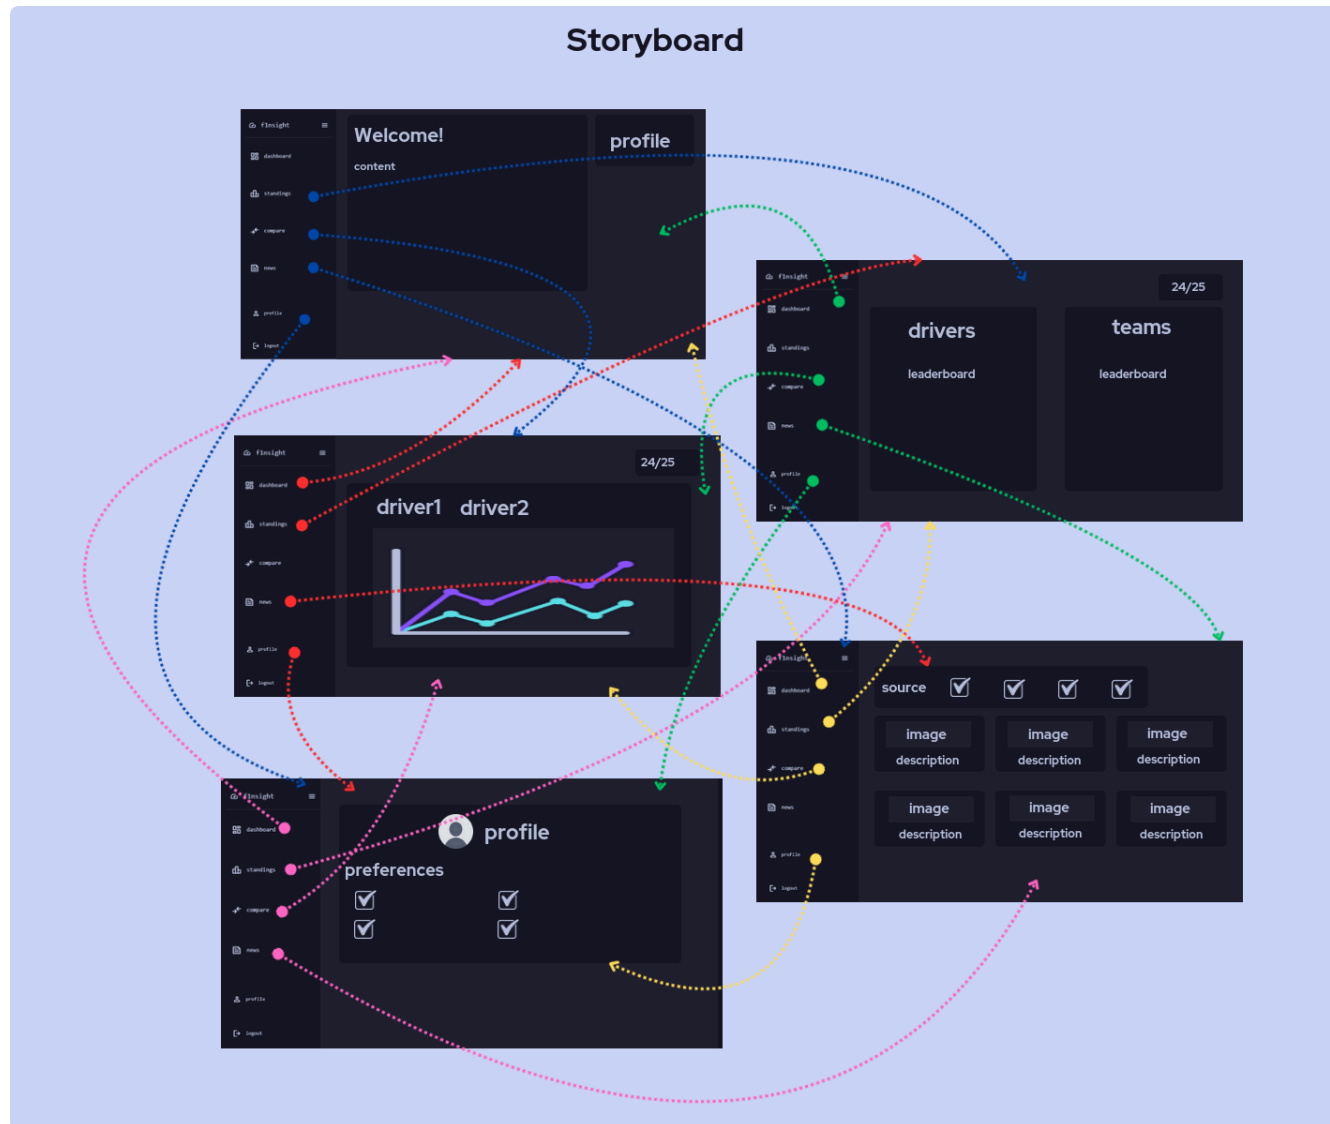 Storyboard
f1nsight
dashboard
standings
compare
news
profile
logout
Welcome!
content
profile
f1nsight
dashboard
standings
compare
news
profile
logout
24/25
drivers
leaderboard
teams
leaderboard
f1nsight
dashboard
standings
compare
news
profile
logout
24/25
driver1 driver2
f1nsight
dashboard
standings
compare
news
profile
logout
source
image
description
image
description
image
description
image
description
image
description
image
description
f1nsight
dashboard
standings
compare
news
profile
logout
profile
preferences